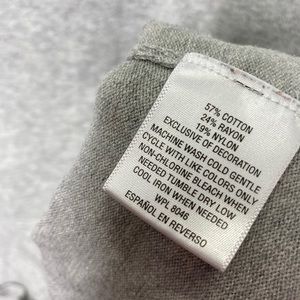 57% COTTON
24% RAYON
19% NYLON
EXCLUSIVE OF DECORATION
MACHINE WASH COLD GENTLE
CYCLE WITH LIKE COLORS ONLY
NON-CHLORINE BLEACH WHEN
NEEDED TUMBLE DRY LOW
COOL IRON WHEN NEEDED
WPL 8046
ESPAÑOL EN REVERSO